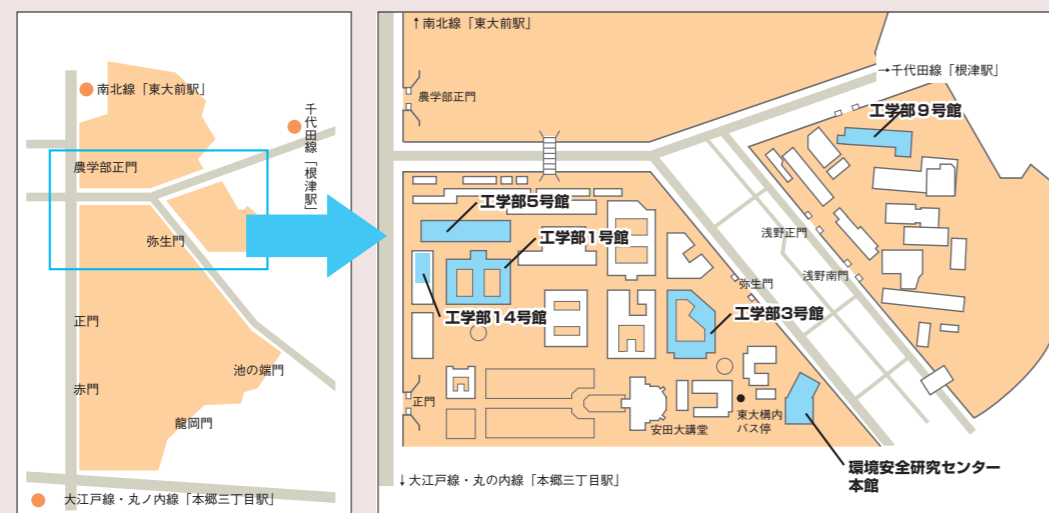 南北線「東大前駅」
千代田線「根津駅」
農学部正門
弥生門
正門
池の端門
赤門
龍岡門
大江戸線・丸ノ内線「本郷三丁目駅」
↑南北線「東大前駅」
→千代田線「根津駅」
農学部正門
工学部9号館
工学部5号館
工学部1号館
浅野正門
浅野南門
弥生門
工学部14号館
工学部3号館
正門
安田大講堂
東大構内
バス停
環境安全研究センター
本館
↓大江戸線・丸の内線「本郷三丁目駅」